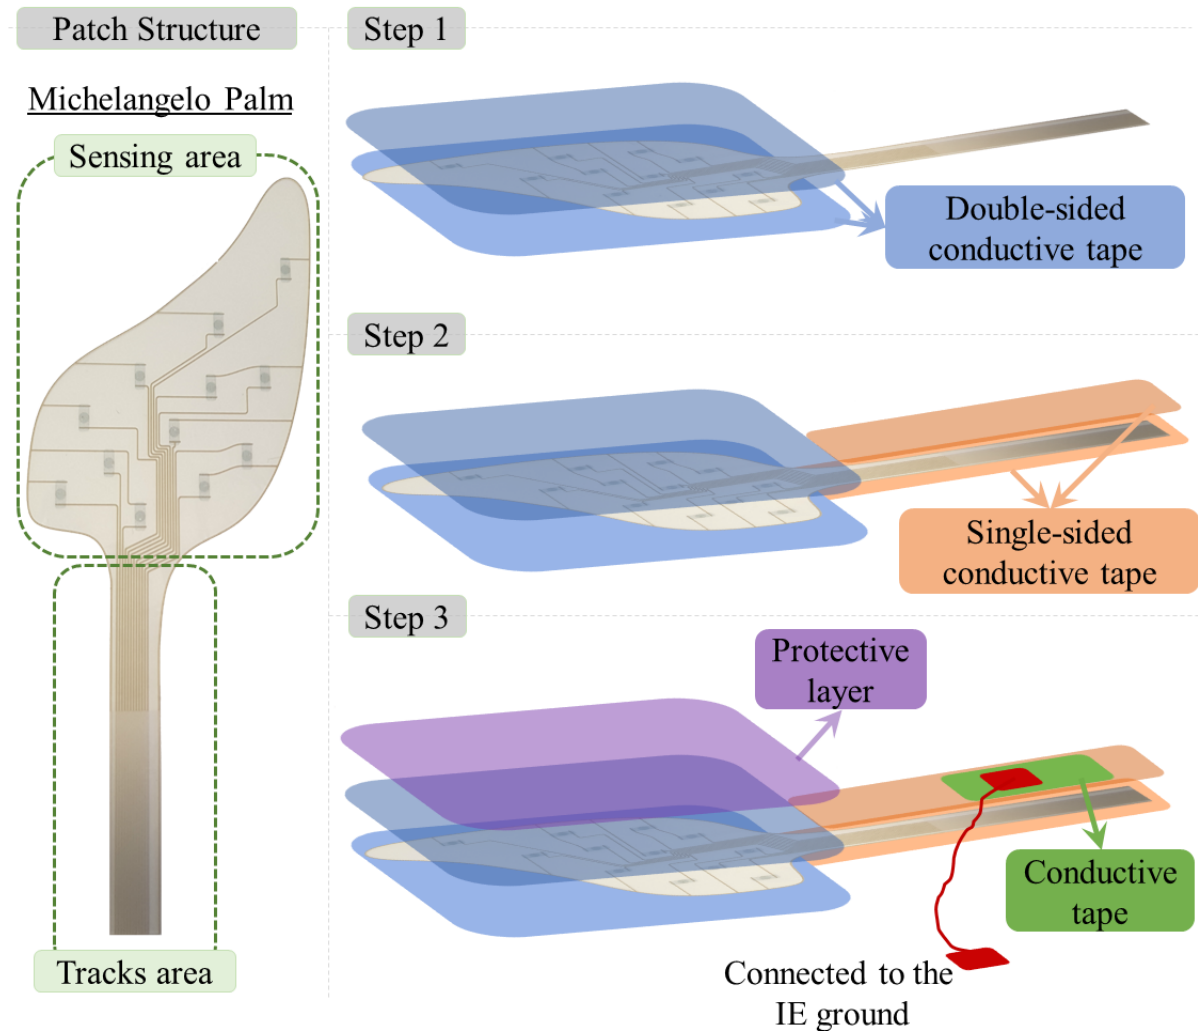 Patch Structure
Michelangelo Palm
Sensing area
Tracks area
Step 1
Double-sided
conductive tape
Step 2
Single-sided
conductive tape
Step 3
Protective
layer
Conductive
tape
Connected to the
IE ground